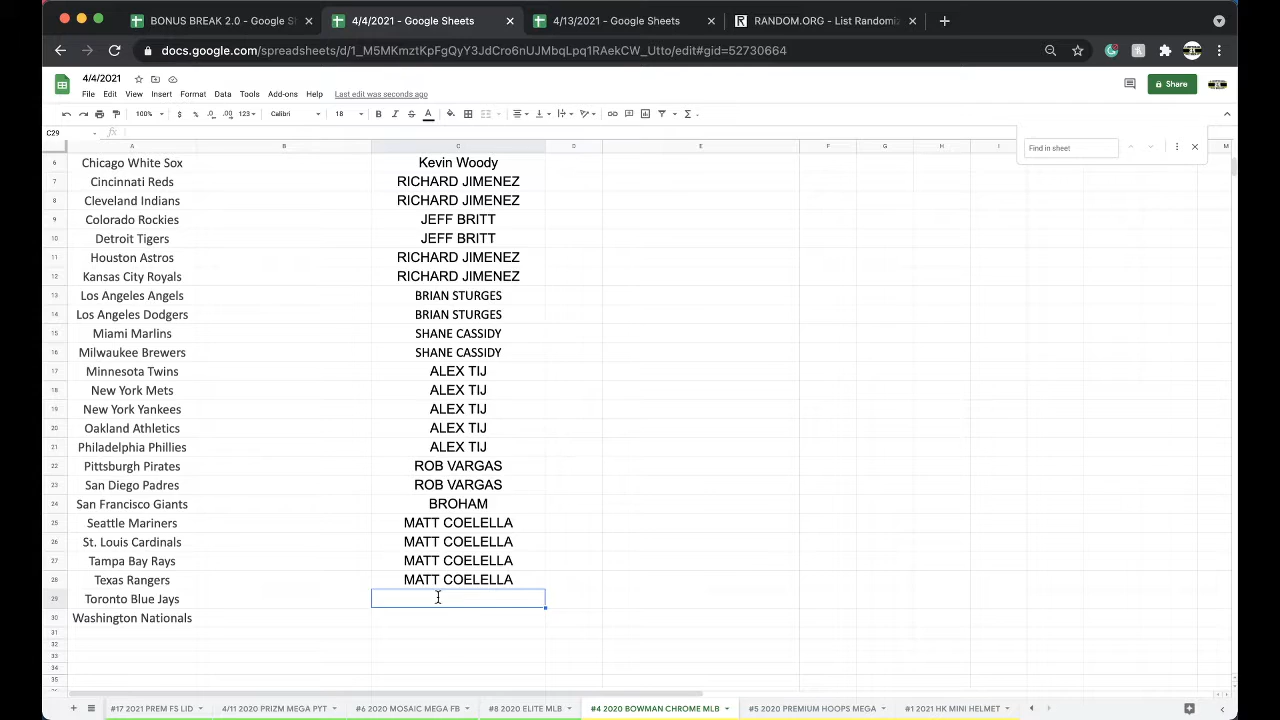 BONUS BREAK 2.0 - Google S
4/4/2021 - Google Sheets
4/13/2021 - Google Sheets
RANDOM.ORG - List Randomiz
docs.google.com/spreadsheets/d/1_M5MKmztKpFgQyY3JdCro6nUJMbqLpq1RAekCW_Utto/edit#gid=52730664
4/4/2021
File Edit View Insert Format Data Tools Add-ons Help Last edit was seconds ago
Share
100% $ % .0 .00 123 Calibri 18 B I S A
C29 fx
Find in sheet
A B C D E F G H I M
6 Chicago White Sox Kevin Woody
7 Cincinnati Reds RICHARD JIMENEZ
8 Cleveland Indians RICHARD JIMENEZ
9 Colorado Rockies JEFF BRITT
10 Detroit Tigers JEFF BRITT
11 Houston Astros RICHARD JIMENEZ
12 Kansas City Royals RICHARD JIMENEZ
13 Los Angeles Angels BRIAN STURGES
14 Los Angeles Dodgers BRIAN STURGES
15 Miami Marlins SHANE CASSIDY
16 Milwaukee Brewers SHANE CASSIDY
17 Minnesota Twins ALEX TIJ
18 New York Mets ALEX TIJ
19 New York Yankees ALEX TIJ
20 Oakland Athletics ALEX TIJ
21 Philadelphia Phillies ALEX TIJ
22 Pittsburgh Pirates ROB VARGAS
23 San Diego Padres ROB VARGAS
24 San Francisco Giants BROHAM
25 Seattle Mariners MATT COELELLA
26 St. Louis Cardinals MATT COELELLA
27 Tampa Bay Rays MATT COELELLA
28 Texas Rangers MATT COELELLA
29 Toronto Blue Jays
30 Washington Nationals
31
32
33
34
35
#17 2021 PREM FS LID 4/11 2020 PRIZM MEGA PYT #6 2020 MOSAIC MEGA FB #8 2020 ELITE MLB #4 2020 BOWMAN CHROME MLB #5 2020 PREMIUM HOOPS MEGA #1 2021 HK MINI HELMET